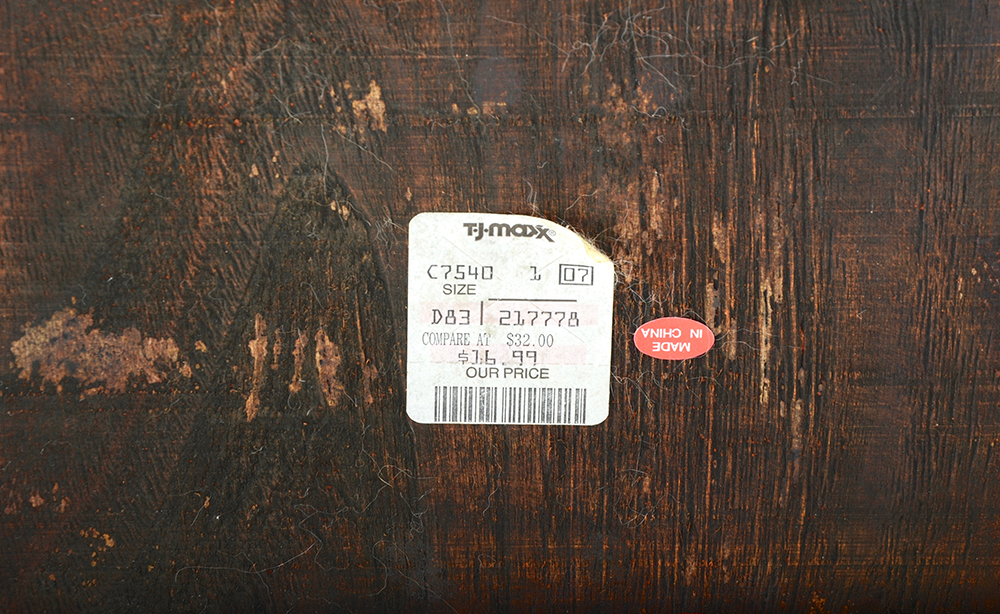 T·J·maxx
C7540 1 07
SIZE
D83 217778
COMPARE AT $32.00
$16.99
OUR PRICE
MADE
IN CHINA